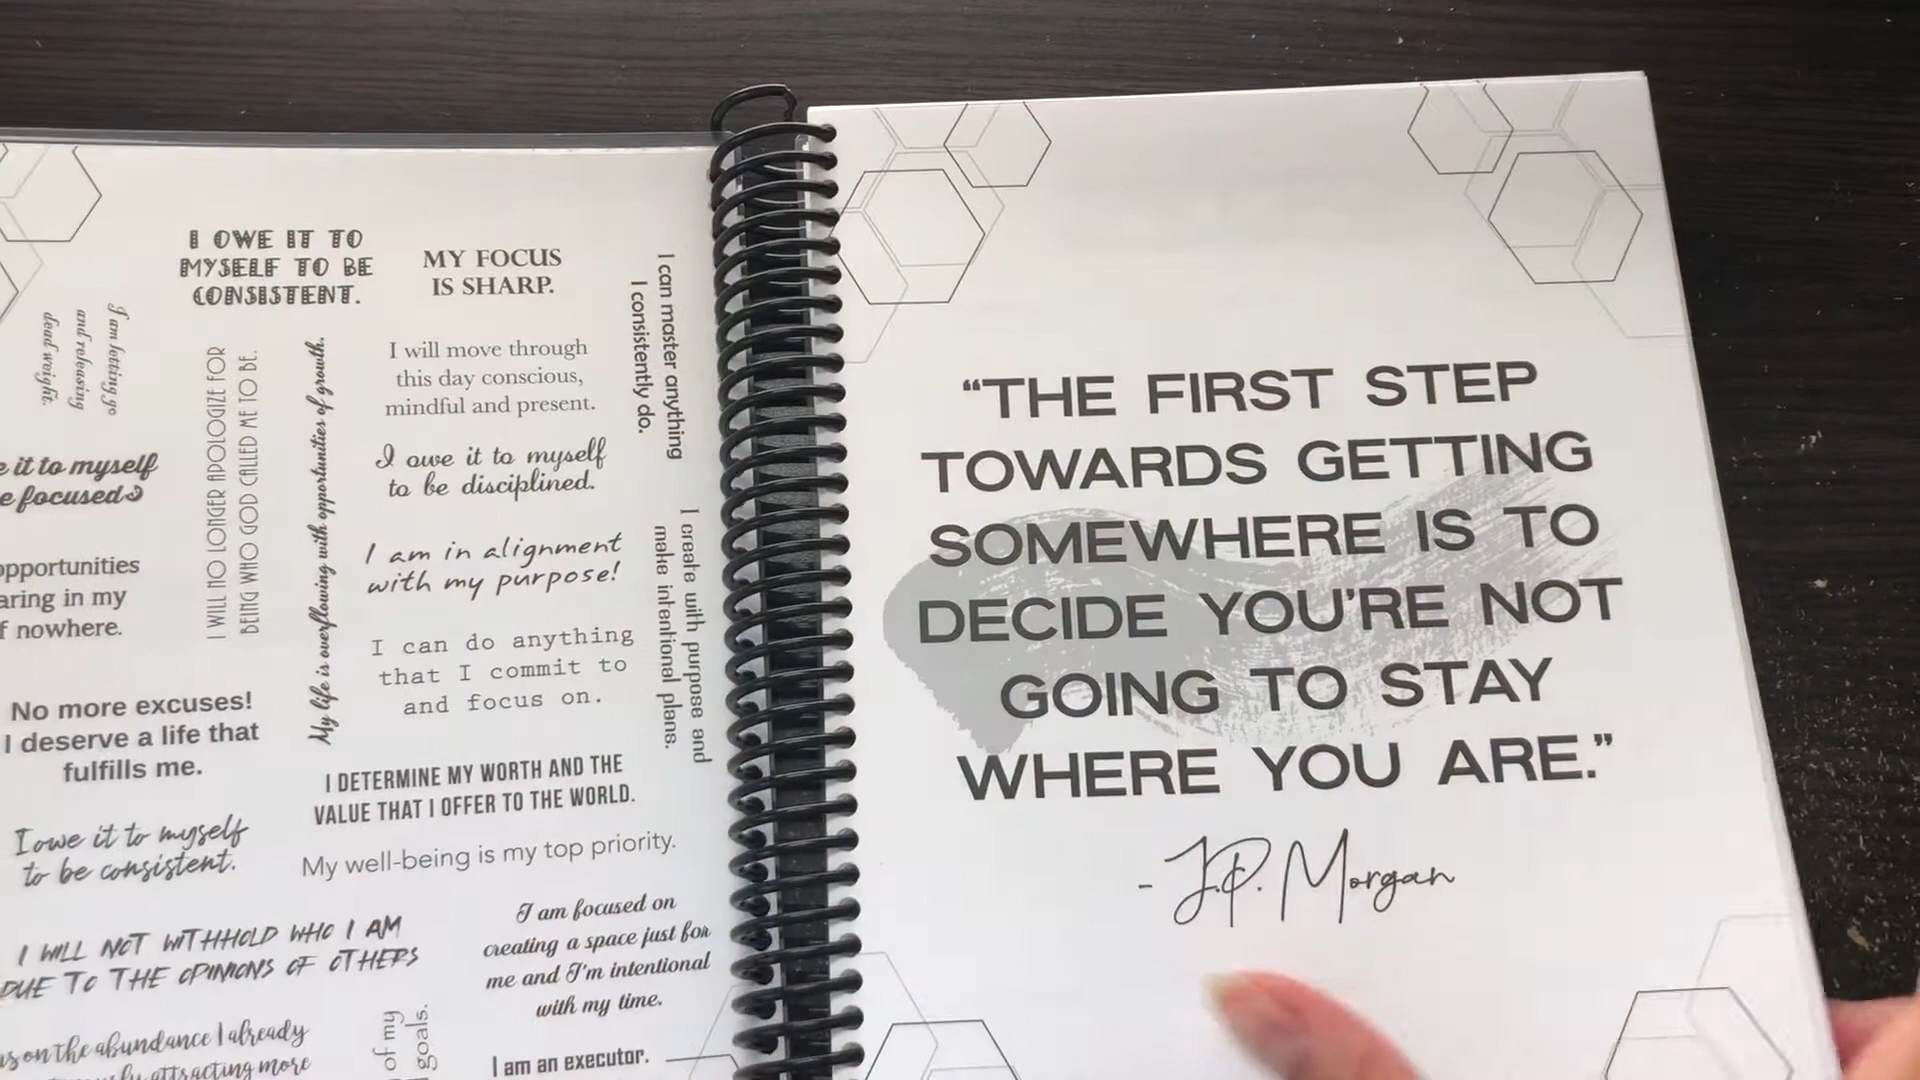 I OWE IT TO
MYSELF TO BE
CONSISTENT.
MY FOCUS
IS SHARP.
I can master anything
I consistently do.
I am letting go
and releasing
dead weight.
I WILL NO LONGER APOLOGIZE FOR
BEING WHO GOD CALLED ME TO BE.
My life is overflowing with opportunities of growth.
I will move through
this day conscious,
mindful and present.
it to myself
focused
I owe it to myself
to be disciplined.
I am in alignment
with my purpose!
I create with purpose and
make intentional plans.
opportunities
in my
nowhere.
I can do anything
that I commit to
and focus on.
No more excuses!
I deserve a life that
fulfills me.
I DETERMINE MY WORTH AND THE
VALUE THAT I OFFER TO THE WORLD.
I owe it to myself
to be consistent.
My well-being is my top priority.
I WILL NOT WITHHOLD WHO I AM
DUE TO THE OPINIONS OF OTHERS
I am focused on
creating a space just for
me and I'm intentional
with my time.
on the abundance I already
attracting more
of my
goals.
I am an executor.
“THE FIRST STEP
TOWARDS GETTING
SOMEWHERE IS TO
DECIDE YOU’RE NOT
GOING TO STAY
WHERE YOU ARE.”
- J.P. Morgan